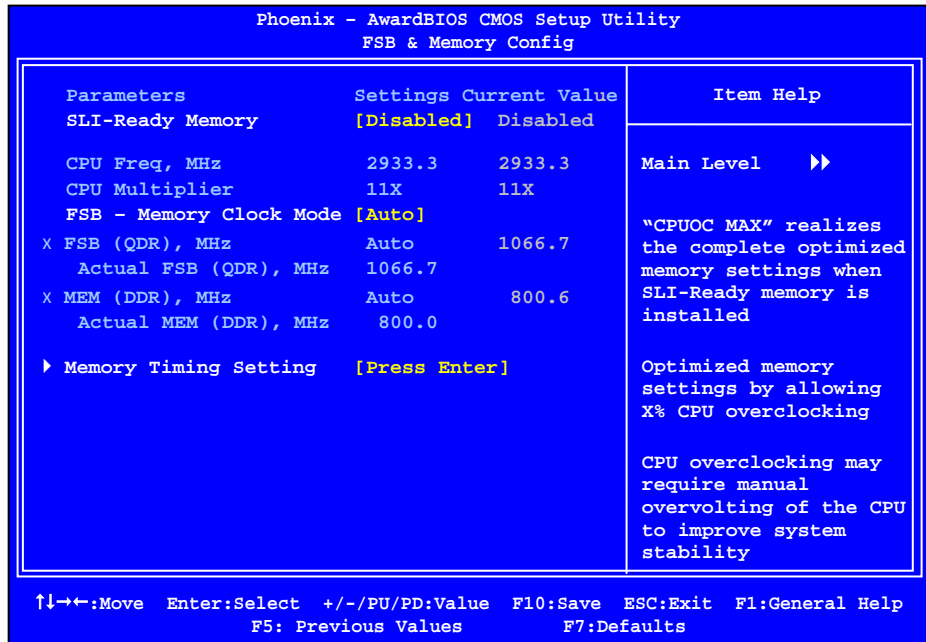 Phoenix – AwardBIOS CMOS Setup Utility
FSB & Memory Config
Parameters Settings Current Value
SLI-Ready Memory [Disabled] Disabled
CPU Freq, MHz 2933.3 2933.3
CPU Multiplier 11X 11X
FSB – Memory Clock Mode [Auto]
X FSB (QDR), MHz Auto 1066.7
Actual FSB (QDR), MHz 1066.7
X MEM (DDR), MHz Auto 800.6
Actual MEM (DDR), MHz 800.0
Memory Timing Setting [Press Enter]
Item Help
Main Level
“CPUOC MAX” realizes
the complete optimized
memory settings when
SLI-Ready memory is
installed
Optimized memory
settings by allowing
X% CPU overclocking
CPU overclocking may
require manual
overvolting of the CPU
to improve system
stability
↑↓→←:Move Enter:Select +/-/PU/PD:Value F10:Save ESC:Exit F1:General Help
F5: Previous Values F7:Defaults